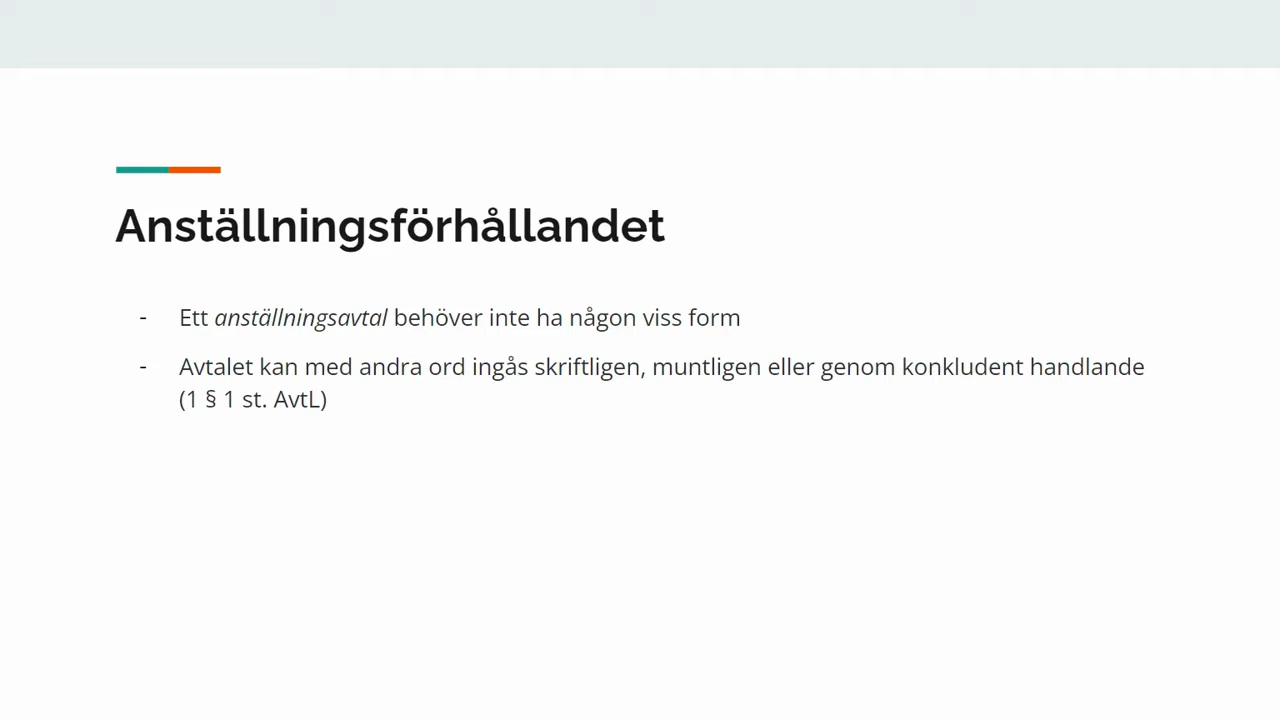 Anställningsförhållandet
- Ett anställningsavtal behöver inte ha någon viss form
- Avtalet kan med andra ord ingås skriftligen, muntligen eller genom konkludent handlande
(1 § 1 st. AvtL)